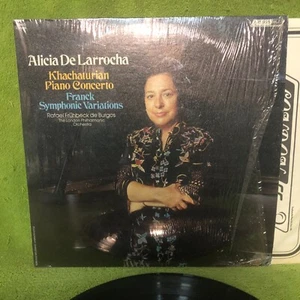 Alicia De Larrocha
Khachaturian
Piano Concerto
Franck
Symphonic Variations
Rafael Frühbeck de Burgos
The London Philharmonic
Orchestra